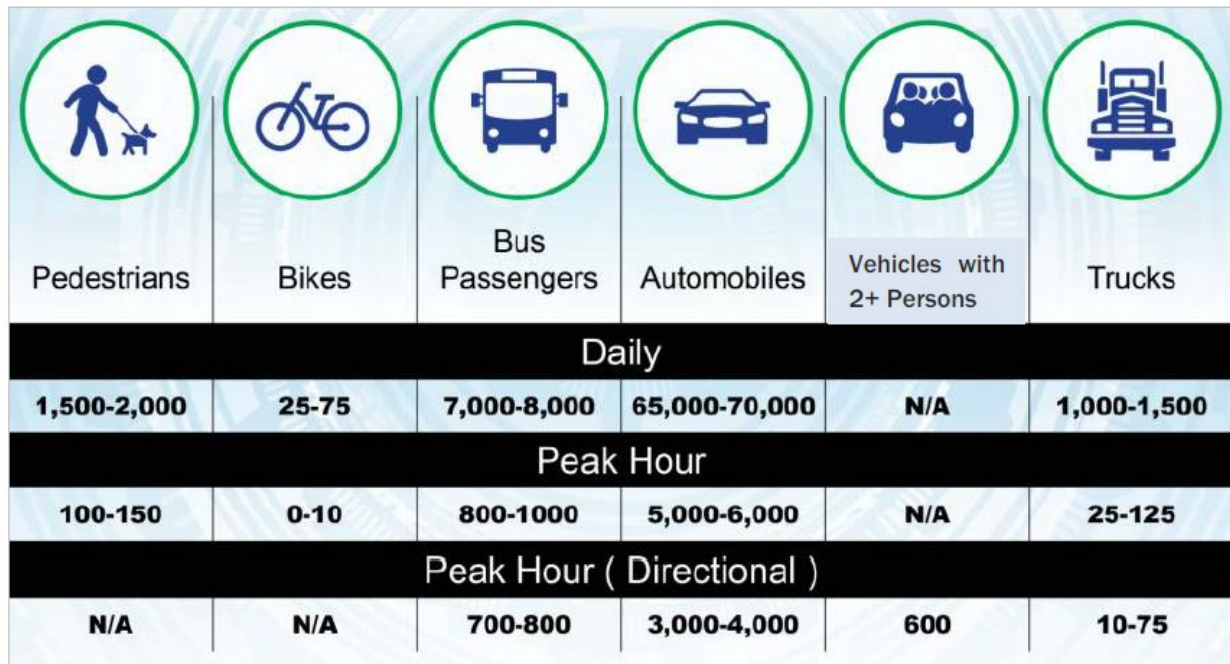 Pedestrians
Bikes
Bus
Passengers
Automobiles
Vehicles with
2+ Persons
Trucks
Daily
1,500-2,000 25-75 7,000-8,000 65,000-70,000 N/A 1,000-1,500
Peak Hour
100-150 0-10 800-1000 5,000-6,000 N/A 25-125
Peak Hour ( Directional )
N/A N/A 700-800 3,000-4,000 600 10-75